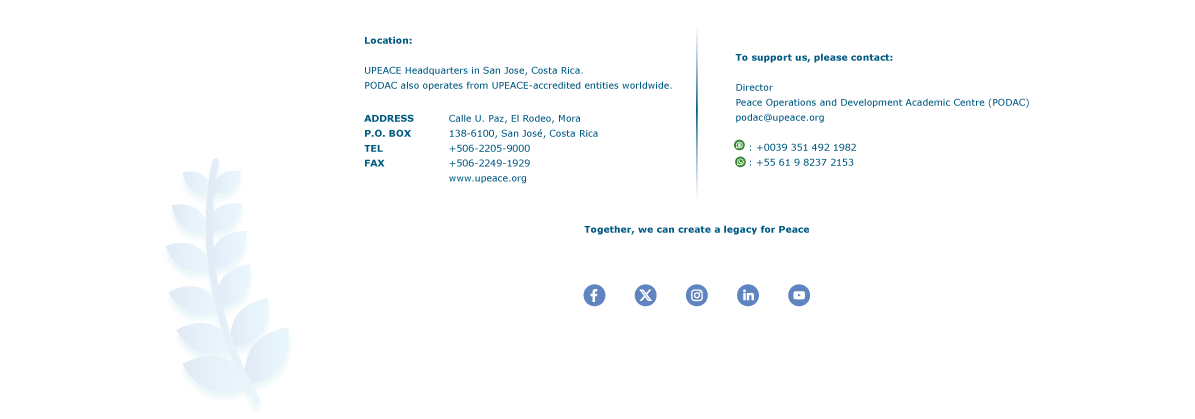 Location:
UPEACE Headquarters in San Jose, Costa Rica.
PODAC also operates from UPEACE-accredited entities worldwide.
ADDRESS Calle U. Paz, El Rodeo, Mora
P.O. BOX 138-6100, San José, Costa Rica
TEL +506-2205-9000
FAX +506-2249-1929
www.upeace.org
To support us, please contact:
Director
Peace Operations and Development Academic Centre (PODAC)
podac@upeace.org
: +0039 351 492 1982
: +55 61 9 8237 2153
Together, we can create a legacy for Peace